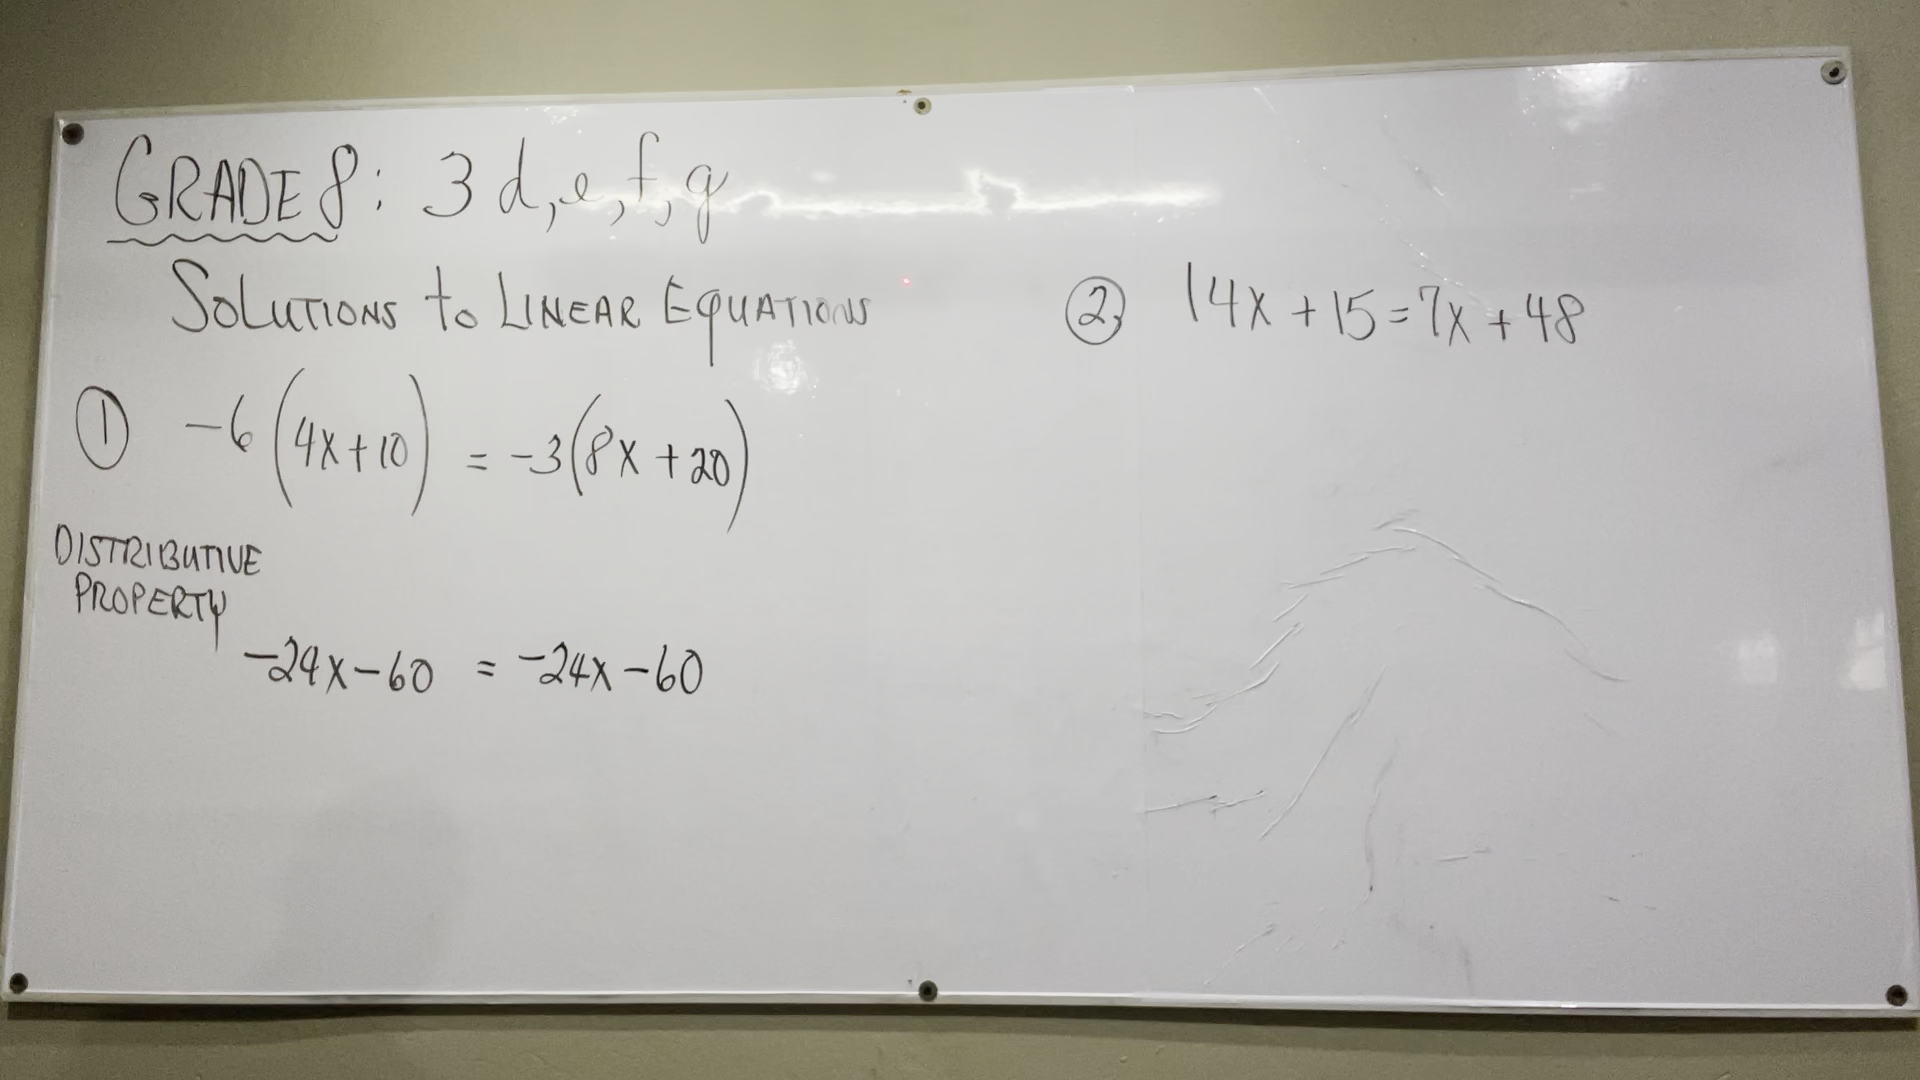 GRADE 8: 3 d,e,f,g
SOLUTIONS to LINEAR EQUATIONS
① -6(4x+10) = -3(8x+20)
DISTRIBUTIVE
PROPERTY
-24x-60 = -24x-60
② 14x+15=7x+48